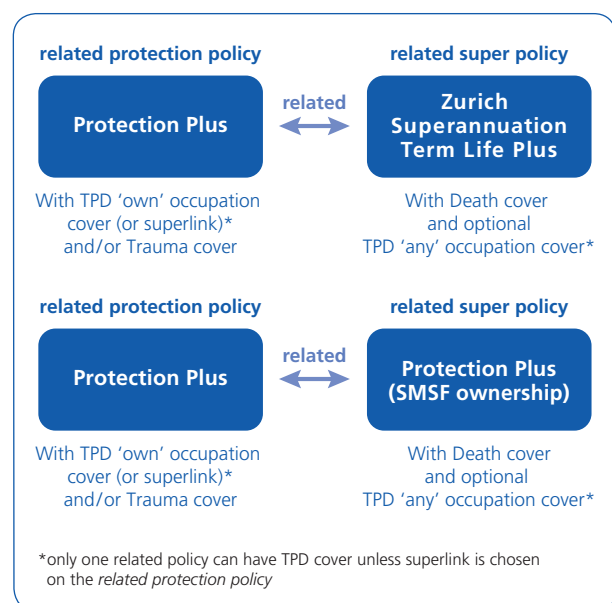 related protection policy
related super policy
Protection Plus
related
Zurich
Superannuation
Term Life Plus
With TPD ‘own’ occupation
cover (or superlink)*
and/or Trauma cover
With Death cover
and optional
TPD ‘any’ occupation cover*
related protection policy
related super policy
Protection Plus
related
Protection Plus
(SMSF ownership)
With TPD ‘own’ occupation
cover (or superlink)*
and/or Trauma cover
With Death cover
and optional
TPD ‘any’ occupation cover*
*only one related policy can have TPD cover unless superlink is chosen
on the related protection policy